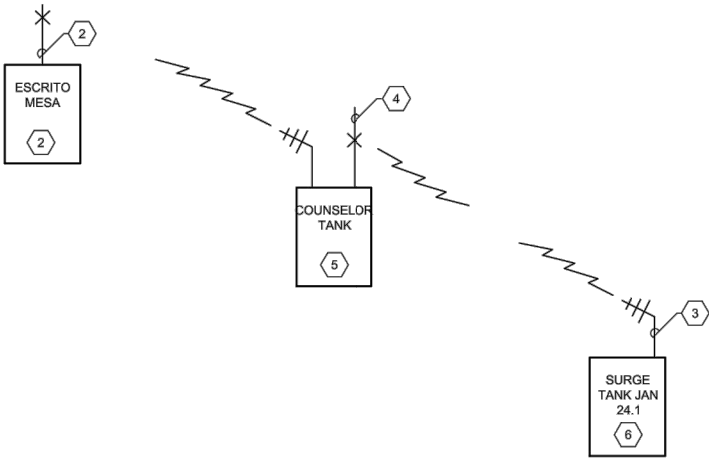 2
ESCRITO
MESA
2
4
COUNSELOR
TANK
5
3
SURGE
TANK JAN
24.1
6